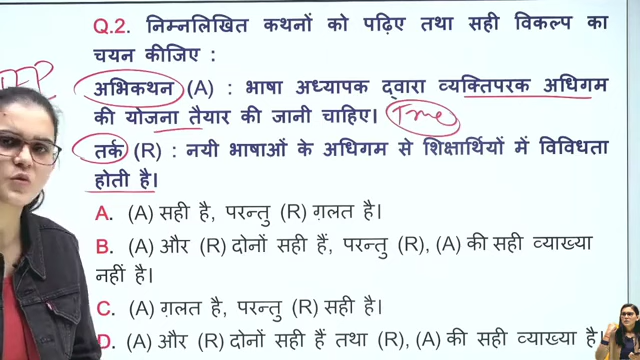 Q.2. निम्नलिखित कथनों को पढ़िए तथा सही विकल्प का
चयन कीजिए :
अभिकथन (A) : भाषा अध्यापक द्वारा व्यक्तिपरक अधिगम
की योजना तैयार की जानी चाहिए। True
तर्क (R) : नयी भाषाओं के अधिगम से शिक्षार्थियों में विविधता
होती है।
A. (A) सही है, परन्तु (R) ग़लत है।
B. (A) और (R) दोनों सही हैं, परन्तु (R), (A) की सही व्याख्या
नहीं है।
C. (A) ग़लत है, परन्तु (R) सही है।
D. (A) और (R) दोनों सही हैं तथा (R), (A) की सही व्याख्या है।